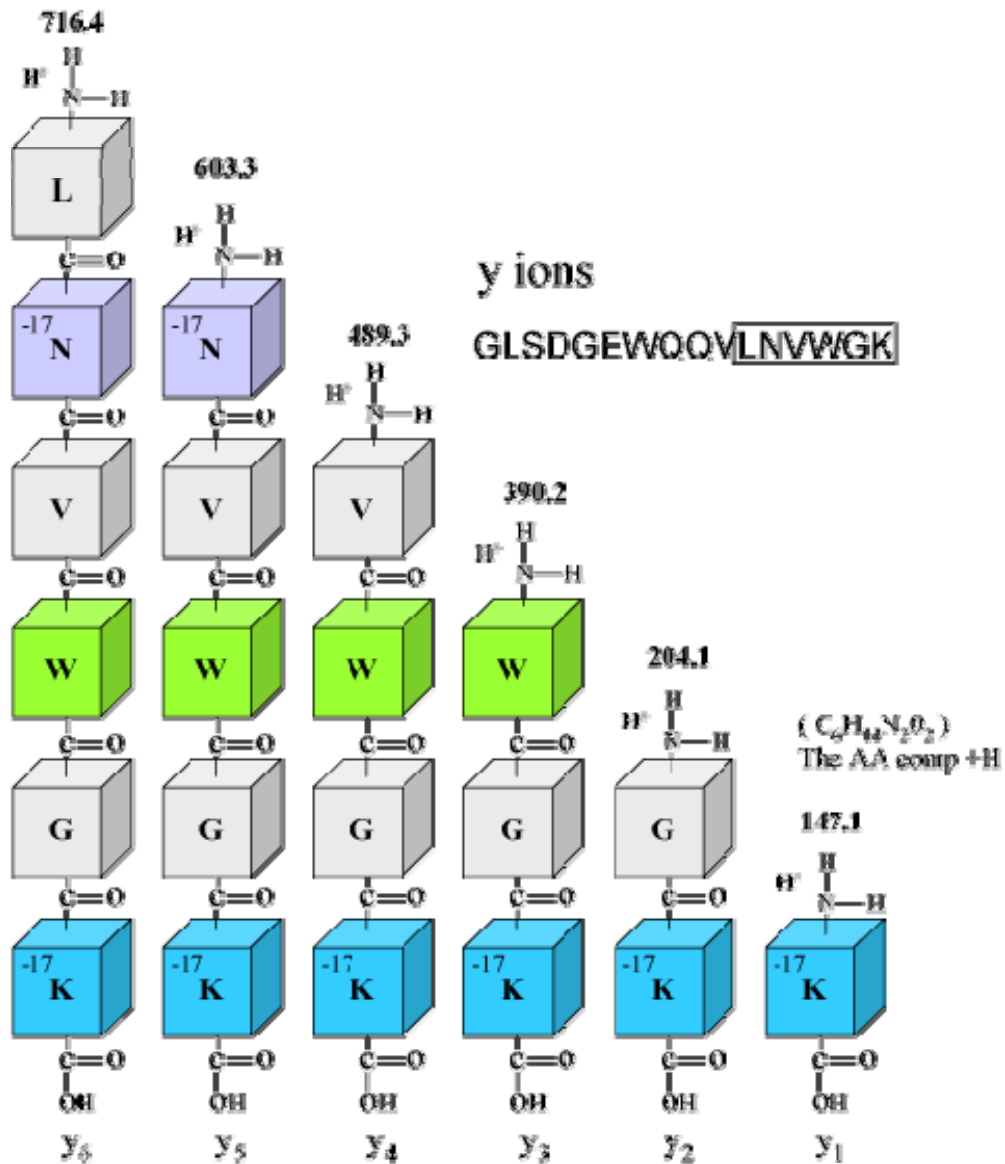 716.4
H
H⁺
N—H
L
C=O
-17
N
C=O
V
C=O
W
C=O
G
C=O
-17
K
C=O
OH
y₆
603.3
H
H⁺
N—H
-17
N
C=O
V
C=O
W
C=O
G
C=O
-17
K
C=O
OH
y₅
y ions
GLSDGEWQQVLNVWGK
489.3
H
H⁺
N—H
V
C=O
W
C=O
G
C=O
-17
K
C=O
OH
y₄
390.2
H
H⁺
N—H
W
C=O
G
C=O
-17
K
C=O
OH
y₃
204.1
H
H⁺
N—H
G
C=O
-17
K
C=O
OH
y₂
(C₆H₁₄N₂O₂)
The AA comp +H
147.1
H
H⁺
N—H
-17
K
C=O
OH
y₁